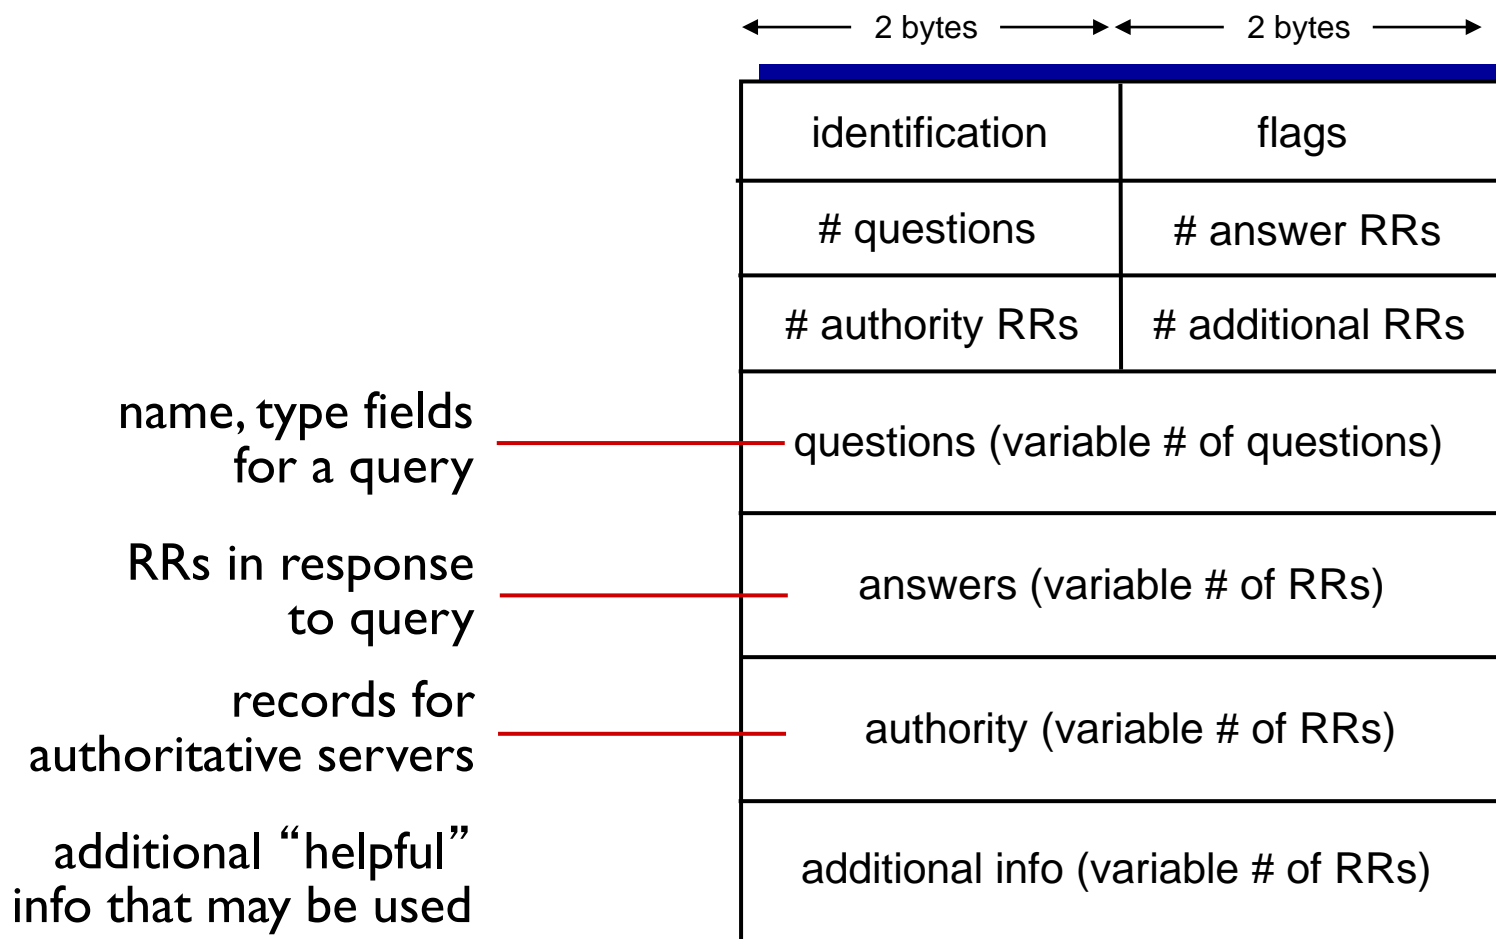 2 bytes 2 bytes
identification flags
# questions # answer RRs
# authority RRs # additional RRs
name, type fields
for a query
questions (variable # of questions)
RRs in response
to query
answers (variable # of RRs)
records for
authoritative servers
authority (variable # of RRs)
additional “helpful”
info that may be used
additional info (variable # of RRs)